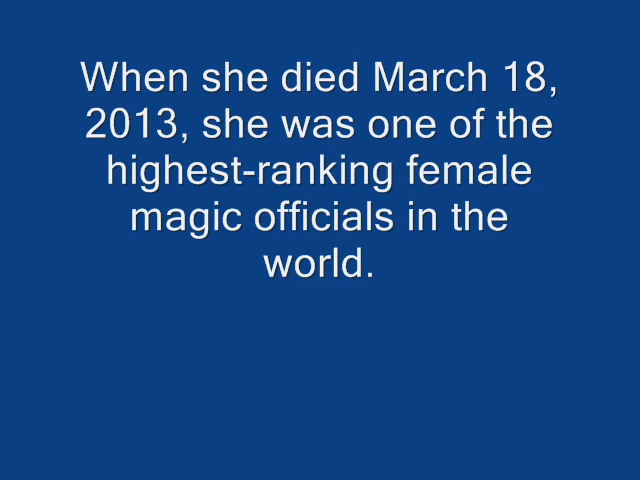 When she died March 18,
2013, she was one of the
highest-ranking female
magic officials in the
world.